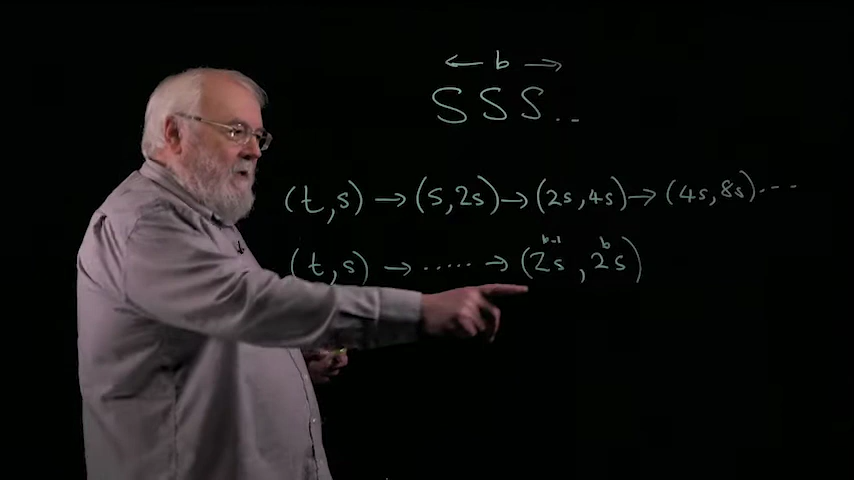 ← b →
SSS..
(t,s) → (s,2s) → (2s,4s) → (4s,8s)...
(t,s) → ..... → (2^{b-1}s, 2^{b}s)